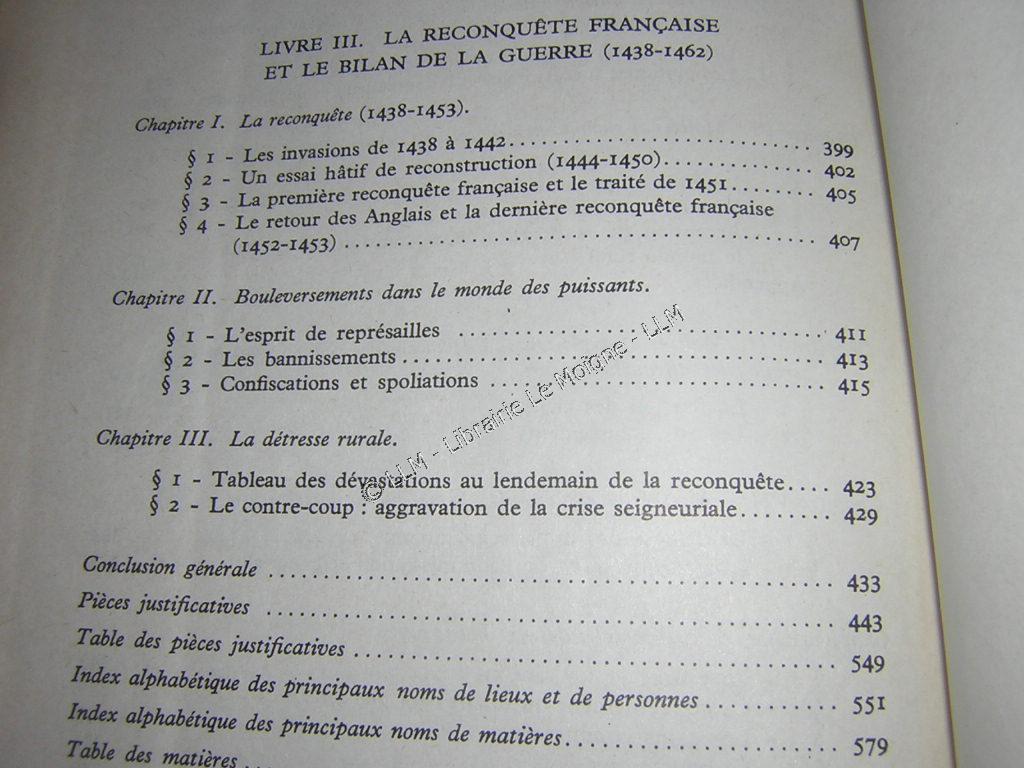 LIVRE III. LA RECONQUÊTE FRANÇAISE
ET LE BILAN DE LA GUERRE (1438-1462)
Chapitre I. La reconquête (1438-1453).
§ 1 - Les invasions de 1438 à 1442........................... 399
§ 2 - Un essai hâtif de reconstruction (1444-1450)............. 402
§ 3 - La première reconquête française et le traité de 1451........ 405
§ 4 - Le retour des Anglais et la dernière reconquête française
(1452-1453) ........................................ 407
Chapitre II. Bouleversements dans le monde des puissants.
§ 1 - L'esprit de représailles ............................... 411
§ 2 - Les bannissements.................................... 413
§ 3 - Confiscations et spoliations ............................ 415
© LLM - Librairie Le Moigne - LLM
Chapitre III. La détresse rurale.
§ 1 - Tableau des dévastations au lendemain de la reconquête.... 423
§ 2 - Le contre-coup : aggravation de la crise seigneuriale........ 429
Conclusion générale ............................................ 433
Pièces justificatives ............................................ 443
Table des pièces justificatives ..................................... 549
Index alphabétique des principaux noms de lieux et de personnes ........... 551
Index alphabétique des principaux noms de matières..................... 579
Table des matières ...